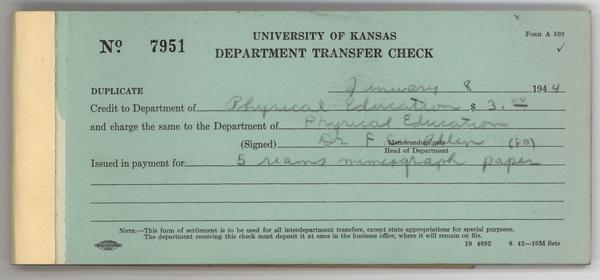 UNIVERSITY OF KANSAS
Form A 502
No 7951
DEPARTMENT TRANSFER CHECK
✓
DUPLICATE January 8 1944
Credit to Department of Physical Education $ 3.00
and charge the same to the Department of Physical Education
(Signed) Dr F C Allen (FD)
Memorandum only
Head of Department
Issued in payment for 5 reams mimeograph paper
NOTE.—This form of settlement is to be used for all interdepartment transfers, except state appropriations for special purposes.
The department receiving this check must deposit it at once in the business office, where it will remain on file.
19 4692 8 42—10M Sets